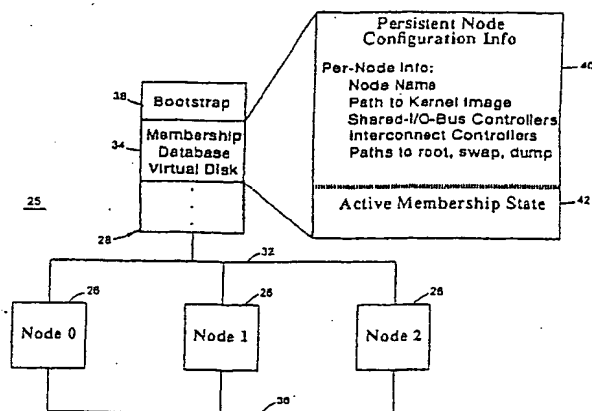 Persistent Node
Configuration Info
40
Per-Node Info:
Node Name
Path to Kernel Image
Shared-I/O-Bus Controllers
Interconnect Controllers
Paths to root, swap, dump
Active Membership State
42
38
Bootstrap
34
Membership
Database
Virtual Disk
25
28
32
26
26
26
Node 0
Node 1
Node 2
36